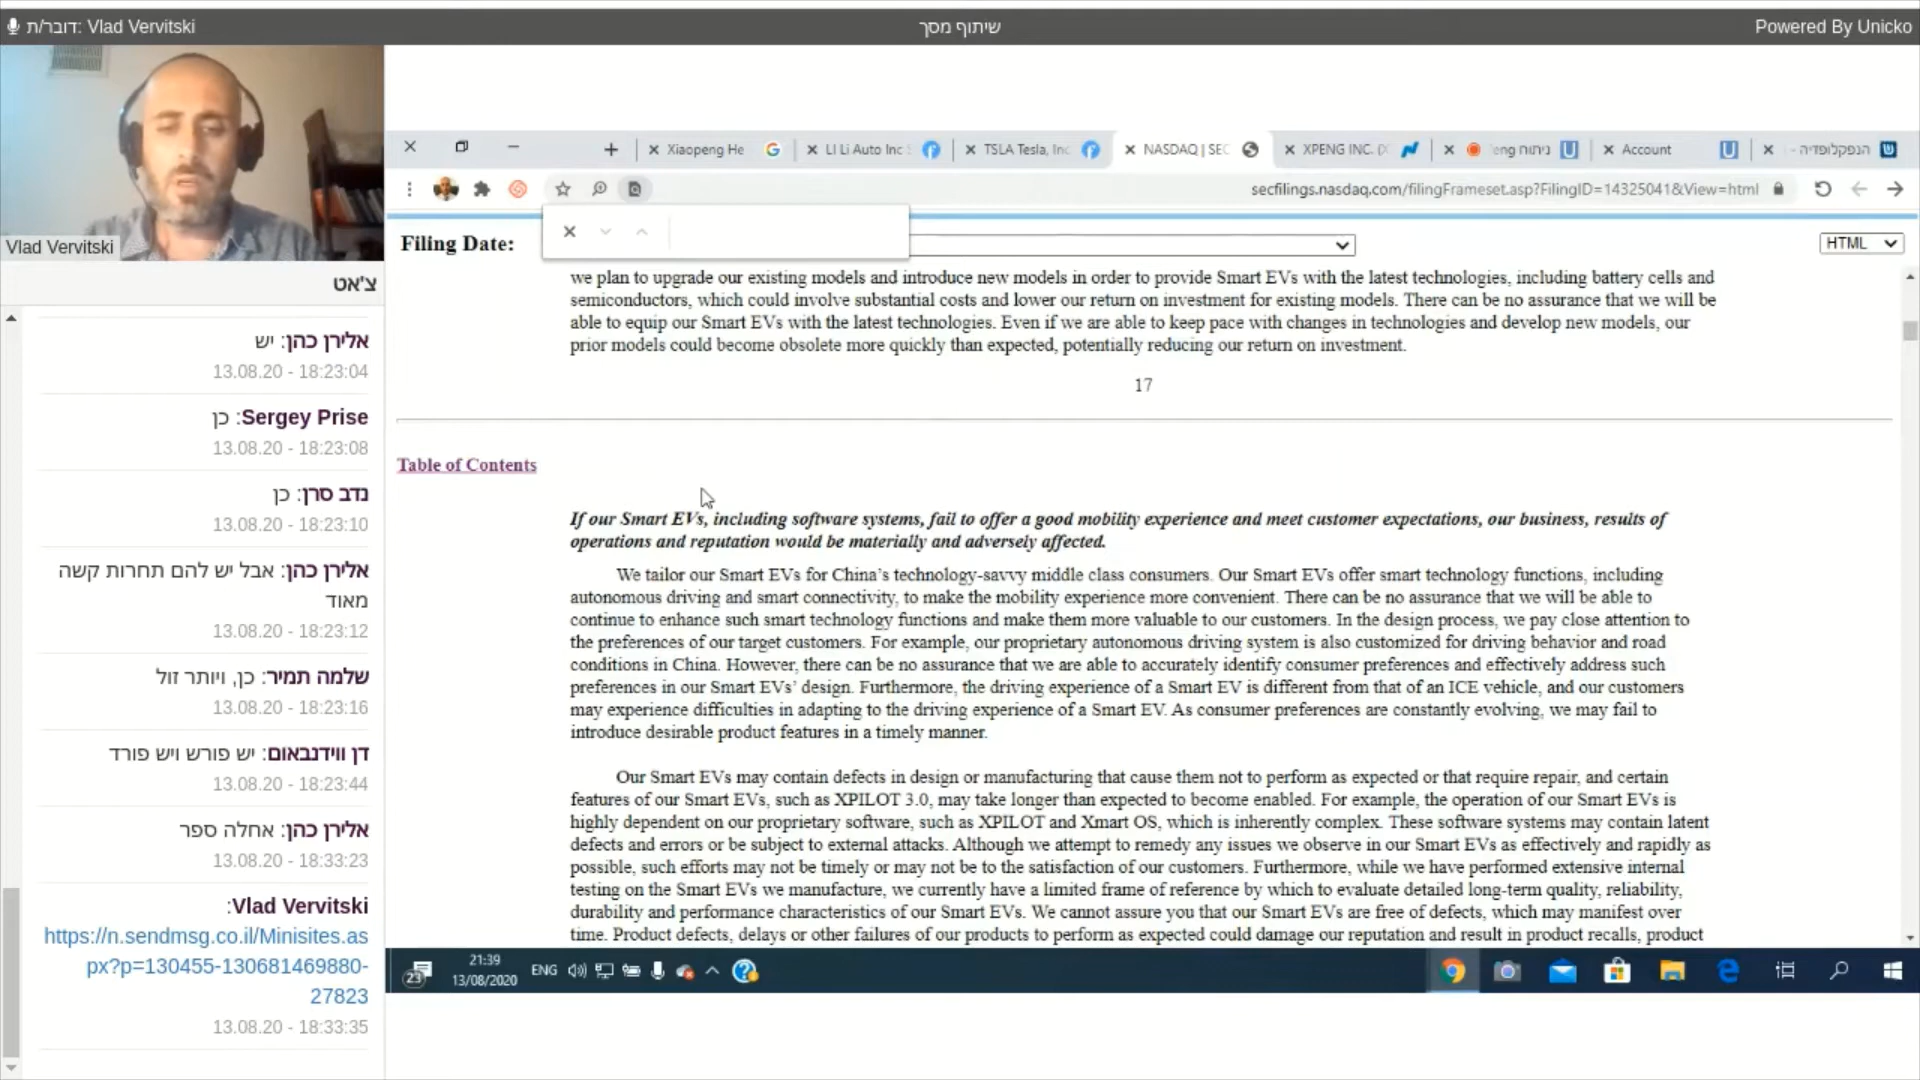 דובר/ת: Vlad Vervitski
שיתוף מסך
Powered By Unicko
Vlad Vervitski
צ'אט
אלירן כהן: יש
13.08.20 - 18:23:04
Sergey Prise: כן
13.08.20 - 18:23:08
נדב סרן: כן
13.08.20 - 18:23:10
אלירן כהן: אבל יש להם תחרות קשה
מאוד
13.08.20 - 18:23:12
שלמה תמיר: כן, ויותר זול
13.08.20 - 18:23:16
דן ווידנבאום: יש פורש ויש פורד
13.08.20 - 18:23:44
אלירן כהן: אחלה ספר
13.08.20 - 18:33:23
Vlad Vervitski:
https://n.sendmsg.co.il/Minisites.as
px?p=130455-130681469880-
27823
13.08.20 - 18:33:35
Xiaopeng He
LI Li Auto Inc
TSLA Tesla, Inc
NASDAQ | SEC
XPENG INC. (X
ניתוח eng
Account
הנפקלופדיה -
secfilings.nasdaq.com/filingFrameset.asp?FilingID=14325041&View=html
Filing Date:
HTML
we plan to upgrade our existing models and introduce new models in order to provide Smart EVs with the latest technologies, including battery cells and
semiconductors, which could involve substantial costs and lower our return on investment for existing models. There can be no assurance that we will be
able to equip our Smart EVs with the latest technologies. Even if we are able to keep pace with changes in technologies and develop new models, our
prior models could become obsolete more quickly than expected, potentially reducing our return on investment.
17
Table of Contents
If our Smart EVs, including software systems, fail to offer a good mobility experience and meet customer expectations, our business, results of
operations and reputation would be materially and adversely affected.
We tailor our Smart EVs for China's technology-savvy middle class consumers. Our Smart EVs offer smart technology functions, including
autonomous driving and smart connectivity, to make the mobility experience more convenient. There can be no assurance that we will be able to
continue to enhance such smart technology functions and make them more valuable to our customers. In the design process, we pay close attention to
the preferences of our target customers. For example, our proprietary autonomous driving system is also customized for driving behavior and road
conditions in China. However, there can be no assurance that we are able to accurately identify consumer preferences and effectively address such
preferences in our Smart EVs' design. Furthermore, the driving experience of a Smart EV is different from that of an ICE vehicle, and our customers
may experience difficulties in adapting to the driving experience of a Smart EV. As consumer preferences are constantly evolving, we may fail to
introduce desirable product features in a timely manner.
Our Smart EVs may contain defects in design or manufacturing that cause them not to perform as expected or that require repair, and certain
features of our Smart EVs, such as XPILOT 3.0, may take longer than expected to become enabled. For example, the operation of our Smart EVs is
highly dependent on our proprietary software, such as XPILOT and Xmart OS, which is inherently complex. These software systems may contain latent
defects and errors or be subject to external attacks. Although we attempt to remedy any issues we observe in our Smart EVs as effectively and rapidly as
possible, such efforts may not be timely or may not be to the satisfaction of our customers. Furthermore, while we have performed extensive internal
testing on the Smart EVs we manufacture, we currently have a limited frame of reference by which to evaluate detailed long-term quality, reliability,
durability and performance characteristics of our Smart EVs. We cannot assure you that our Smart EVs are free of defects, which may manifest over
time. Product defects, delays or other failures of our products to perform as expected could damage our reputation and result in product recalls, product
23
21:39
13/08/2020
ENG